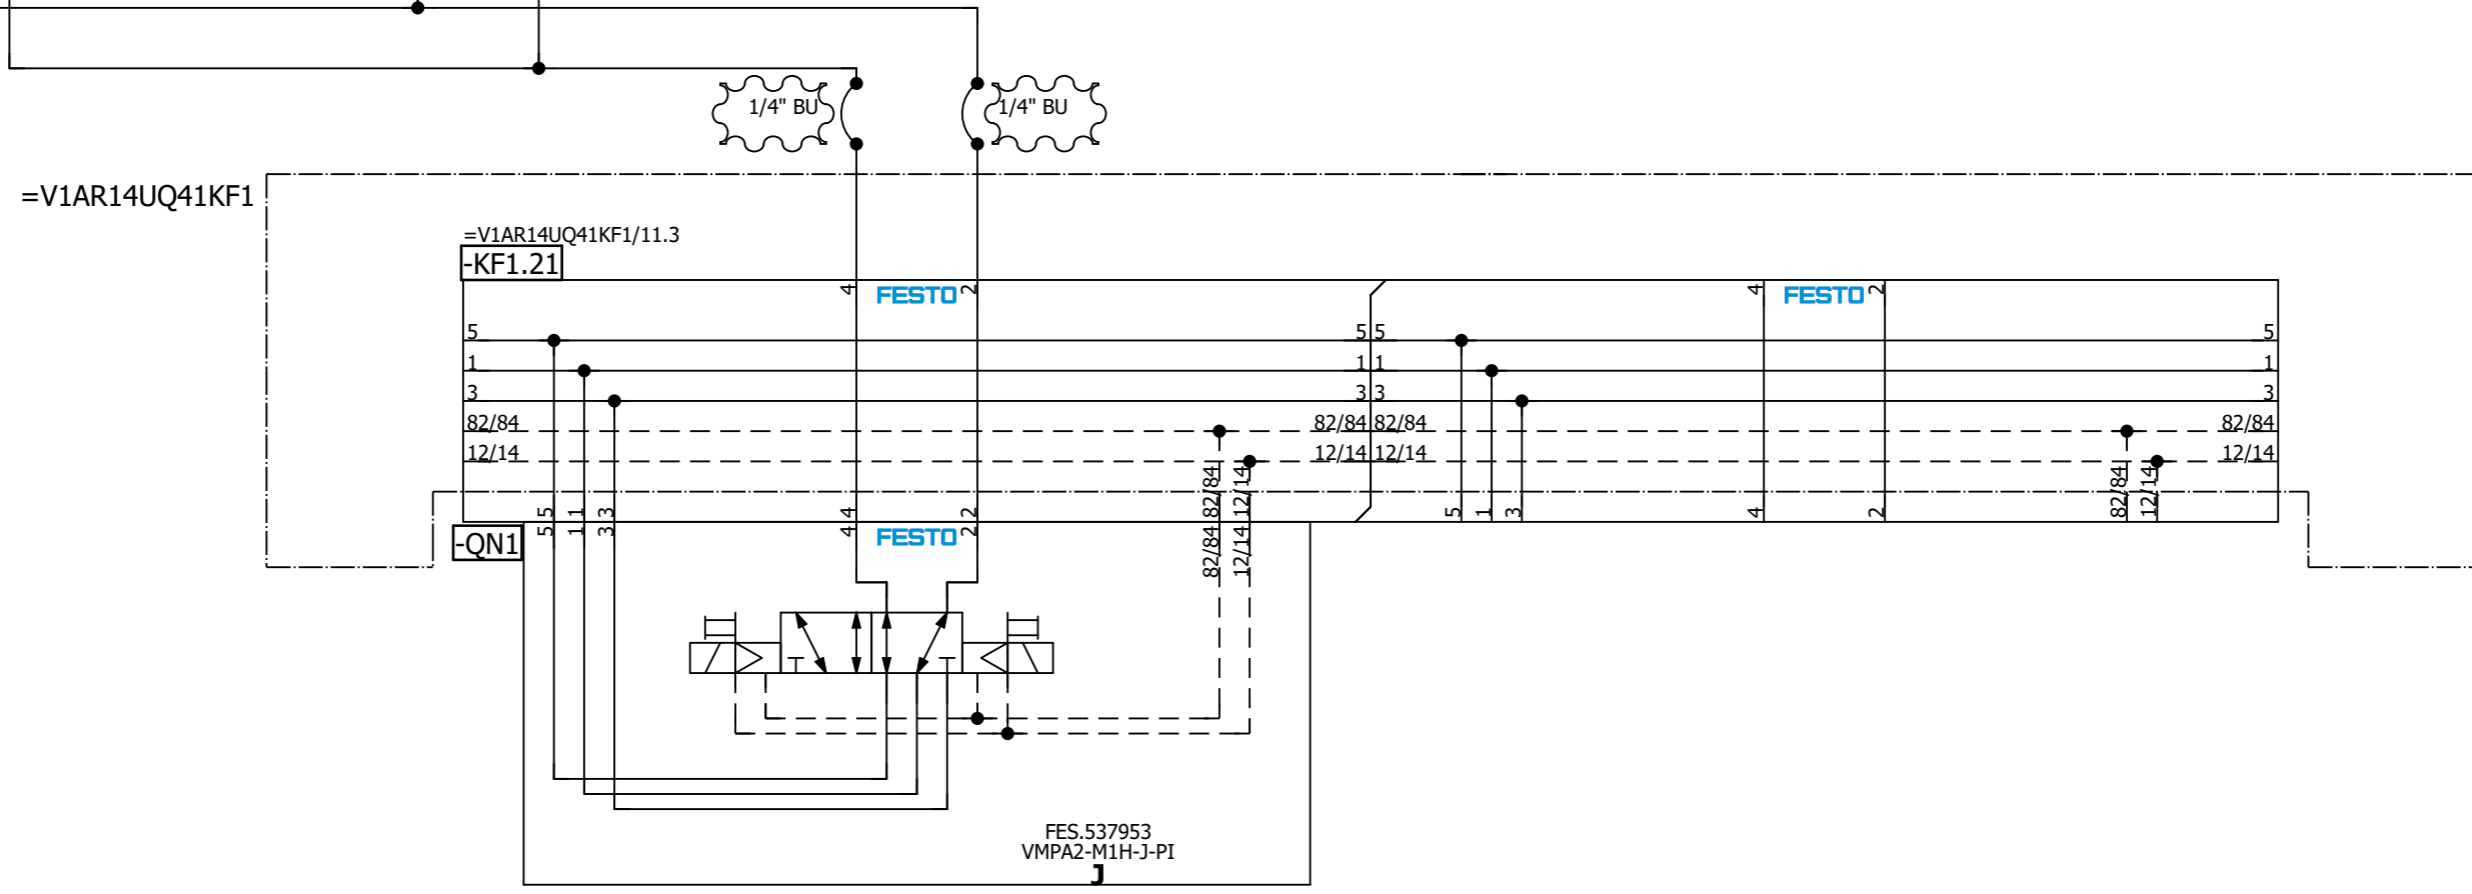 1/4" BU
1/4" BU
=V1AR14UQ41KF1
=V1AR14UQ41KF1/11.3
-KF1.21
4 FESTO 2
4 FESTO 2
5 5 5 5
1 1 1 1
3 3 3 3
82/84 82/84 82/84 82/84
12/14 12/14 12/14 12/14
5 1 3 4 2 82/84 12/14
5 1 3 4 2 82/84 12/14
-QN1
5 1 3 4 FESTO 2 82/84 12/14
FES.537953
VMPA2-M1H-J-PI
J